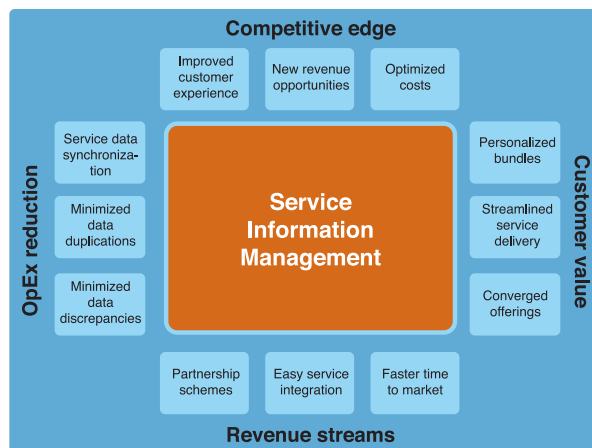 Competitive edge
Improved
customer
experience
New revenue
opportunities
Optimized
costs
OpEx reduction
Service data
synchroniza-
tion
Minimized
data
duplications
Minimized
data
discrepancies
Service
Information
Management
Personalized
bundles
Streamlined
service
delivery
Converged
offerings
Customer value
Partnership
schemes
Easy service
integration
Faster time
to market
Revenue streams